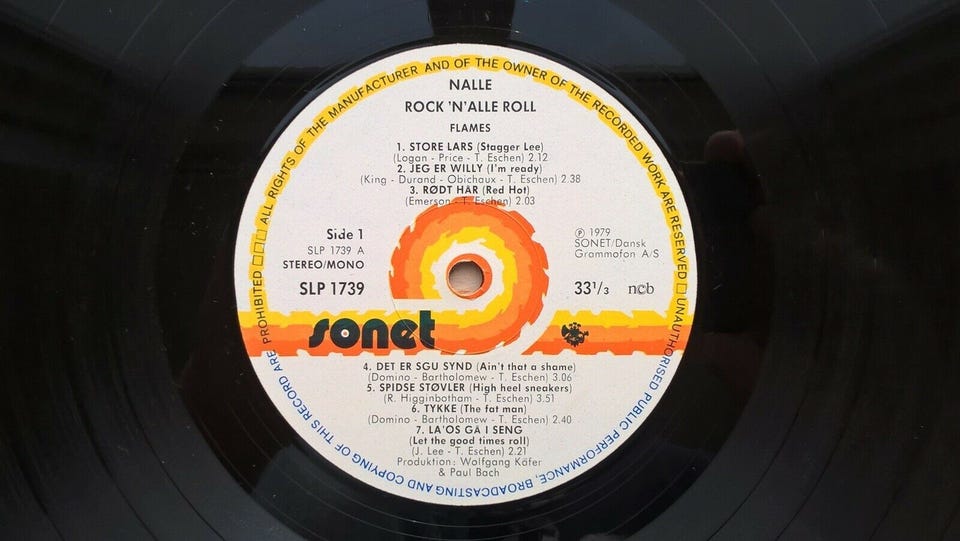 ALL RIGHTS OF THE MANUFACTURER AND OF THE OWNER OF THE RECORDED WORK ARE RESERVED □ UNAUTHORISED PUBLIC PERFORMANCE, BROADCASTING AND COPYING OF THIS RECORD ARE PROHIBITED □□□
NALLE
ROCK 'N'ALLE ROLL
FLAMES
1. STORE LARS (Stagger Lee)
(Logan - Price - T. Eschen) 2.12
2. JEG ER WILLY (I'm ready)
(King - Durand - Obichaux - T. Eschen) 2.38
3. RØDT HÅR (Red Hot)
(Emerson - T. Eschen) 2.03
Side 1
SLP 1739 A
STEREO/MONO
SLP 1739
℗ 1979
SONET/Dansk
Grammofon A/S
33 1/3 ncb
sonet
4. DET ER SGU SYND (Ain't that a shame)
(Domino - Bartholomew - T. Eschen) 3.06
5. SPIDSE STØVLER (High heel sneakers)
(R. Higginbotham - T. Eschen) 3.51
6. TYKKE (The fat man)
(Domino - Bartholomew - T. Eschen) 2.40
7. LA'OS GÅ I SENG
(Let the good times roll)
(J. Lee - T. Eschen) 2.21
Produktion: Wolfgang Käfer
& Paul Bach